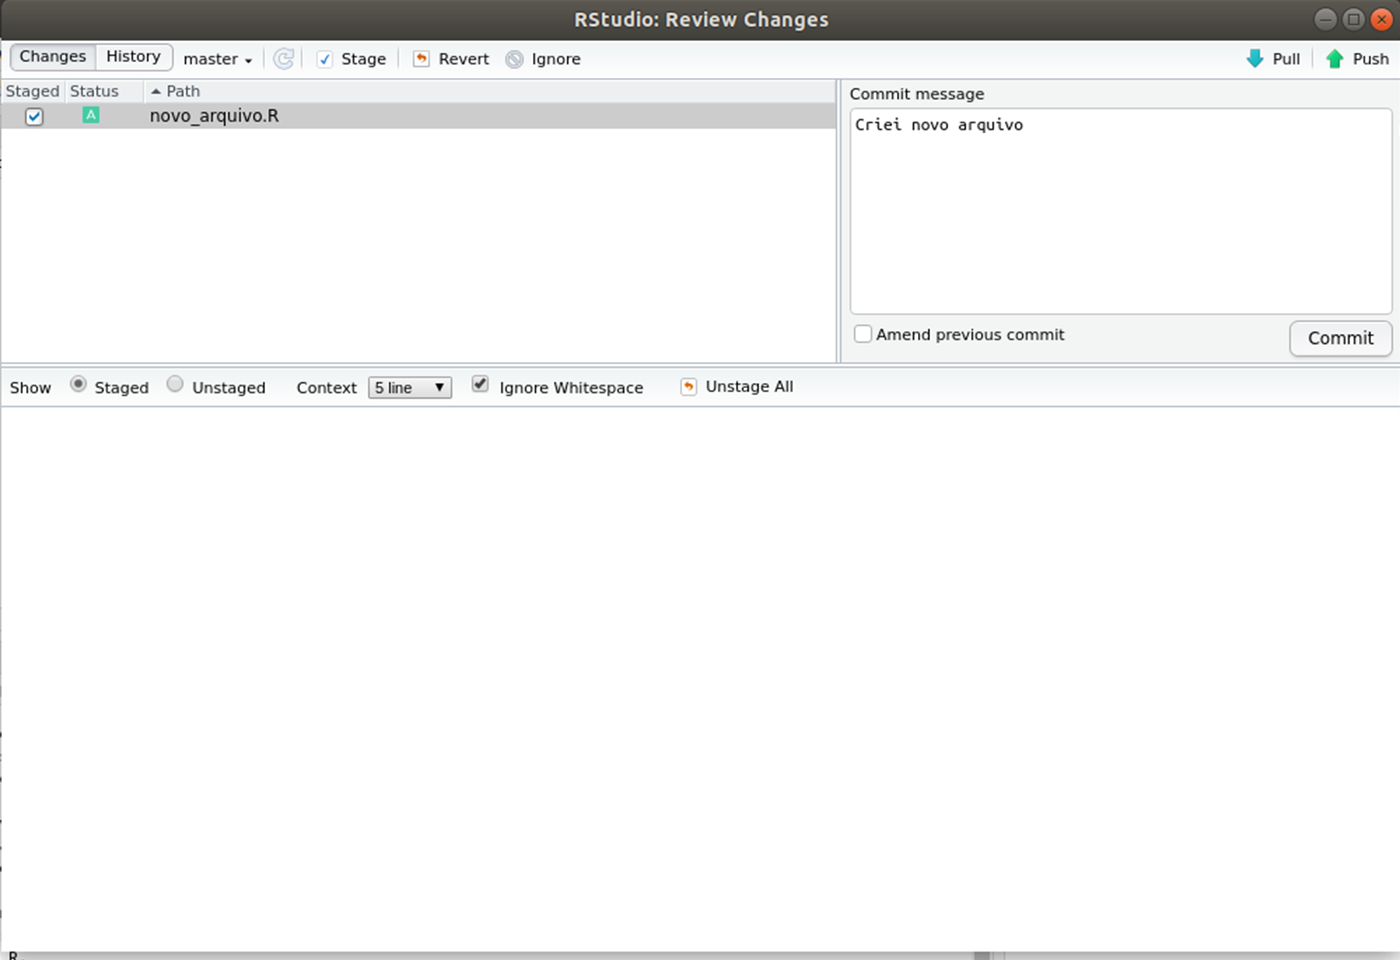 RStudio: Review Changes
Changes History master Stage Revert Ignore Pull Push
Staged Status Path
A novo_arquivo.R
Commit message
Criei novo arquivo
Amend previous commit Commit
Show Staged Unstaged Context 5 line Ignore Whitespace Unstage All
R